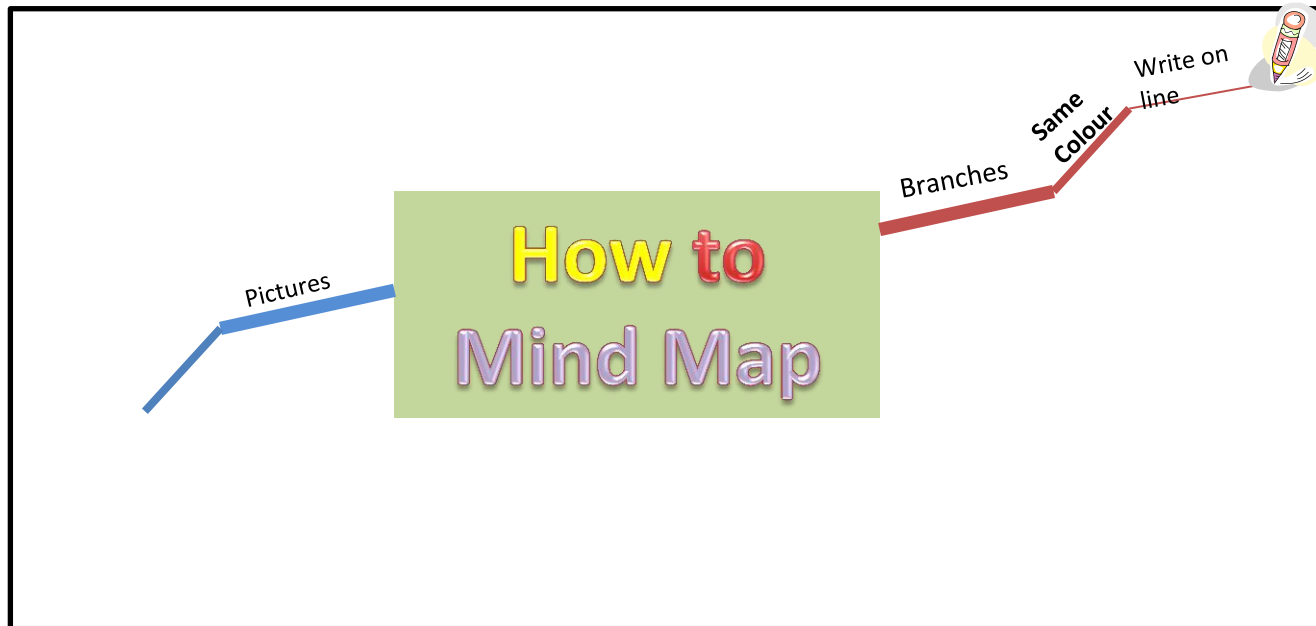 Write on
line
Same
Colour
Branches
How to
Mind Map
Pictures